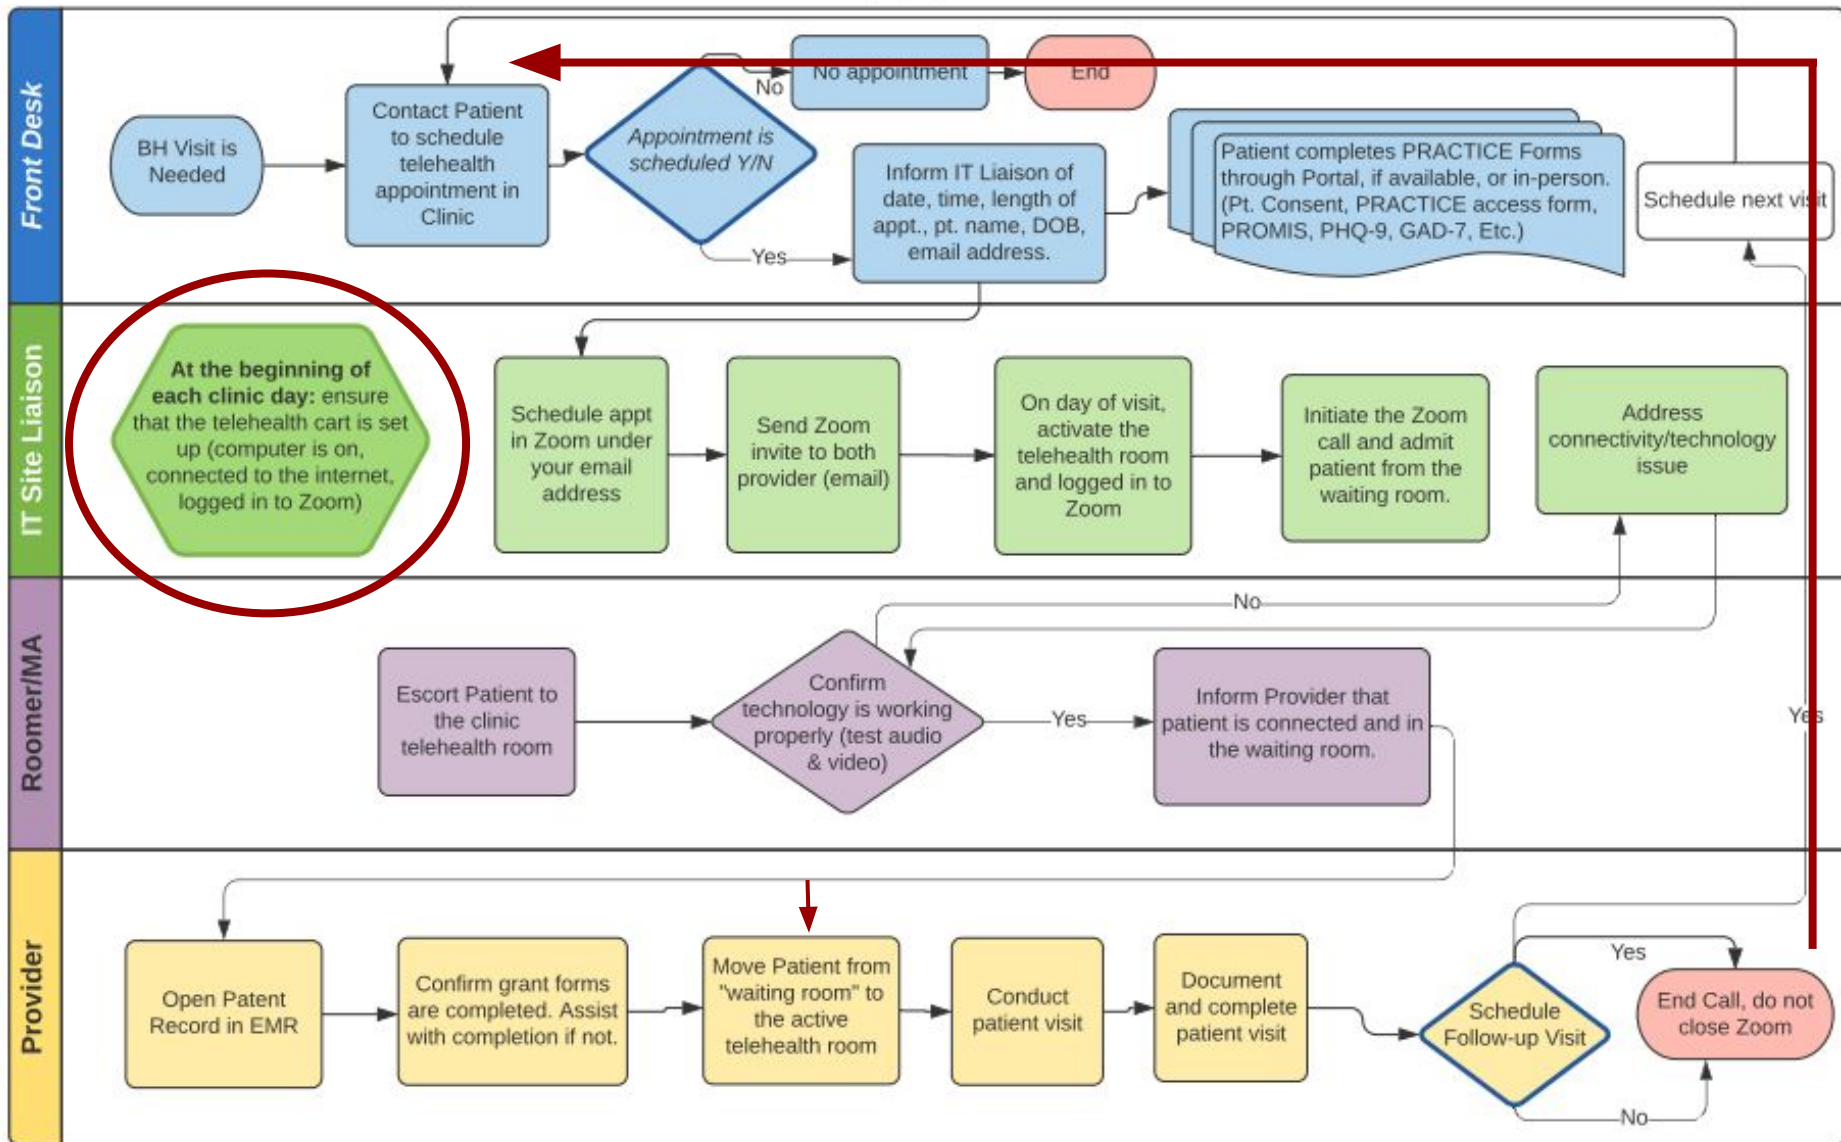 Front Desk
BH Visit is
Needed
Contact Patient
to schedule
telehealth
appointment in
Clinic
Appointment is
scheduled Y/N
No
No appointment
End
Yes
Inform IT Liaison of
date, time, length of
appt., pt. name, DOB,
email address.
Patient completes PRACTICE Forms
through Portal, if available, or in-person.
(Pt. Consent, PRACTICE access form,
PROMIS, PHQ-9, GAD-7, Etc.)
Schedule next visit
IT Site Liaison
At the beginning of
each clinic day: ensure
that the telehealth cart is set
up (computer is on,
connected to the internet,
logged in to Zoom)
Schedule appt
in Zoom under
your email
address
Send Zoom
invite to both
provider (email)
On day of visit,
activate the
telehealth room
and logged in to
Zoom
Initiate the Zoom
call and admit
patient from the
waiting room.
Address
connectivity/technology
issue
Roomer/MA
Escort Patient to
the clinic
telehealth room
Confirm
technology is working
properly (test audio
& video)
No
Yes
Inform Provider that
patient is connected and in
the waiting room.
Yes
Provider
Open Patent
Record in EMR
Confirm grant forms
are completed. Assist
with completion if not.
Move Patient from
"waiting room" to
the active
telehealth room
Conduct
patient visit
Document
and complete
patient visit
Schedule
Follow-up Visit
Yes
End Call, do not
close Zoom
No